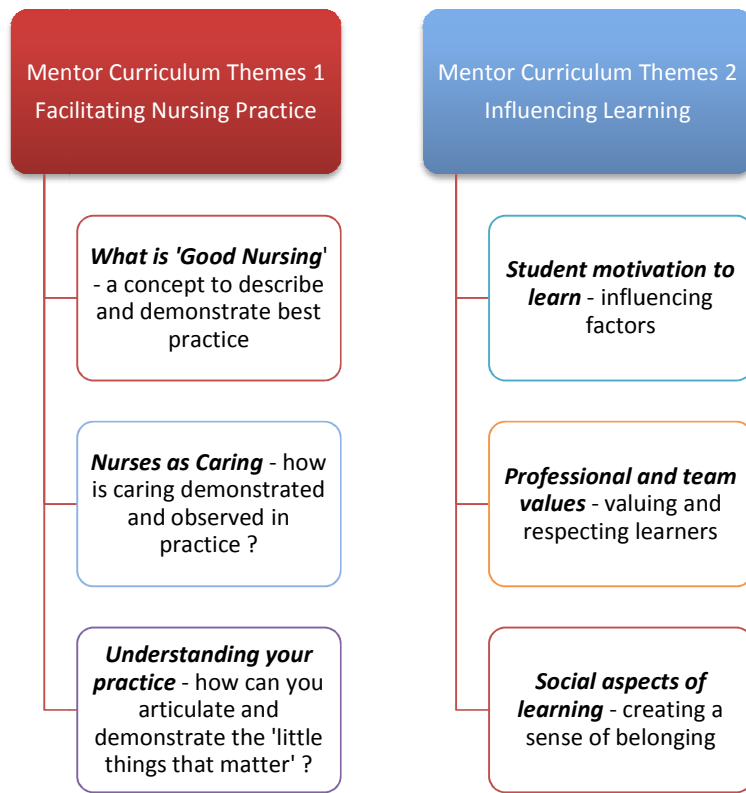 Mentor Curriculum Themes 1
Facilitating Nursing Practice
What is 'Good Nursing'
- a concept to describe
and demonstrate best
practice
Nurses as Caring - how
is caring demonstrated
and observed in
practice ?
Understanding your
practice - how can you
articulate and
demonstrate the 'little
things that matter' ?
Mentor Curriculum Themes 2
Influencing Learning
Student motivation to
learn - influencing
factors
Professional and team
values - valuing and
respecting learners
Social aspects of
learning - creating a
sense of belonging